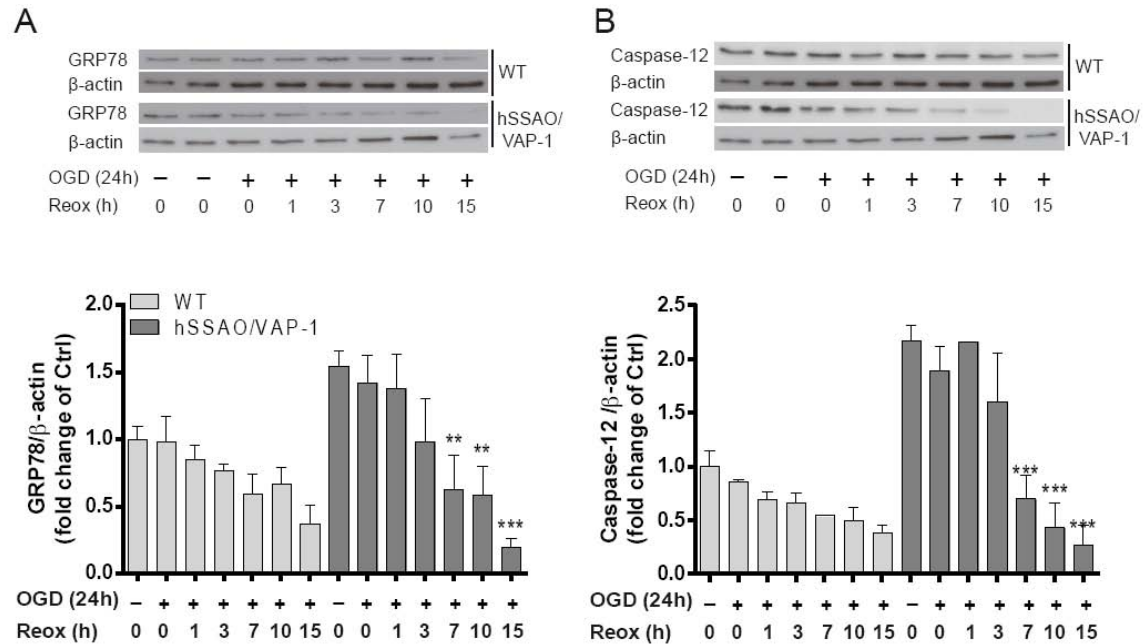 A
GRP78
β-actin
WT
GRP78
β-actin
hSSAO/
VAP-1
OGD (24h) – – + + + + + +
Reox (h) 0 0 0 1 3 7 10 15
B
Caspase-12
β-actin
WT
Caspase-12
β-actin
hSSAO/
VAP-1
OGD (24h) – – + + + + + +
Reox (h) 0 0 0 1 3 7 10 15
GRP78/β-actin
(fold change of Ctrl)
2.0
1.5
1.0
0.5
0.0
WT
hSSAO/VAP-1
** ** ***
OGD (24h) – + + + + + + – + + + + + +
Reox (h) 0 0 1 3 7 10 15 0 0 1 3 7 10 15
Caspase-12 /β-actin
(fold change of Ctrl)
2.5
2.0
1.5
1.0
0.5
0.0
*** *** ***
OGD (24h) – + + + + + + – + + + + + +
Reox (h) 0 0 1 3 7 10 15 0 0 1 3 7 10 15